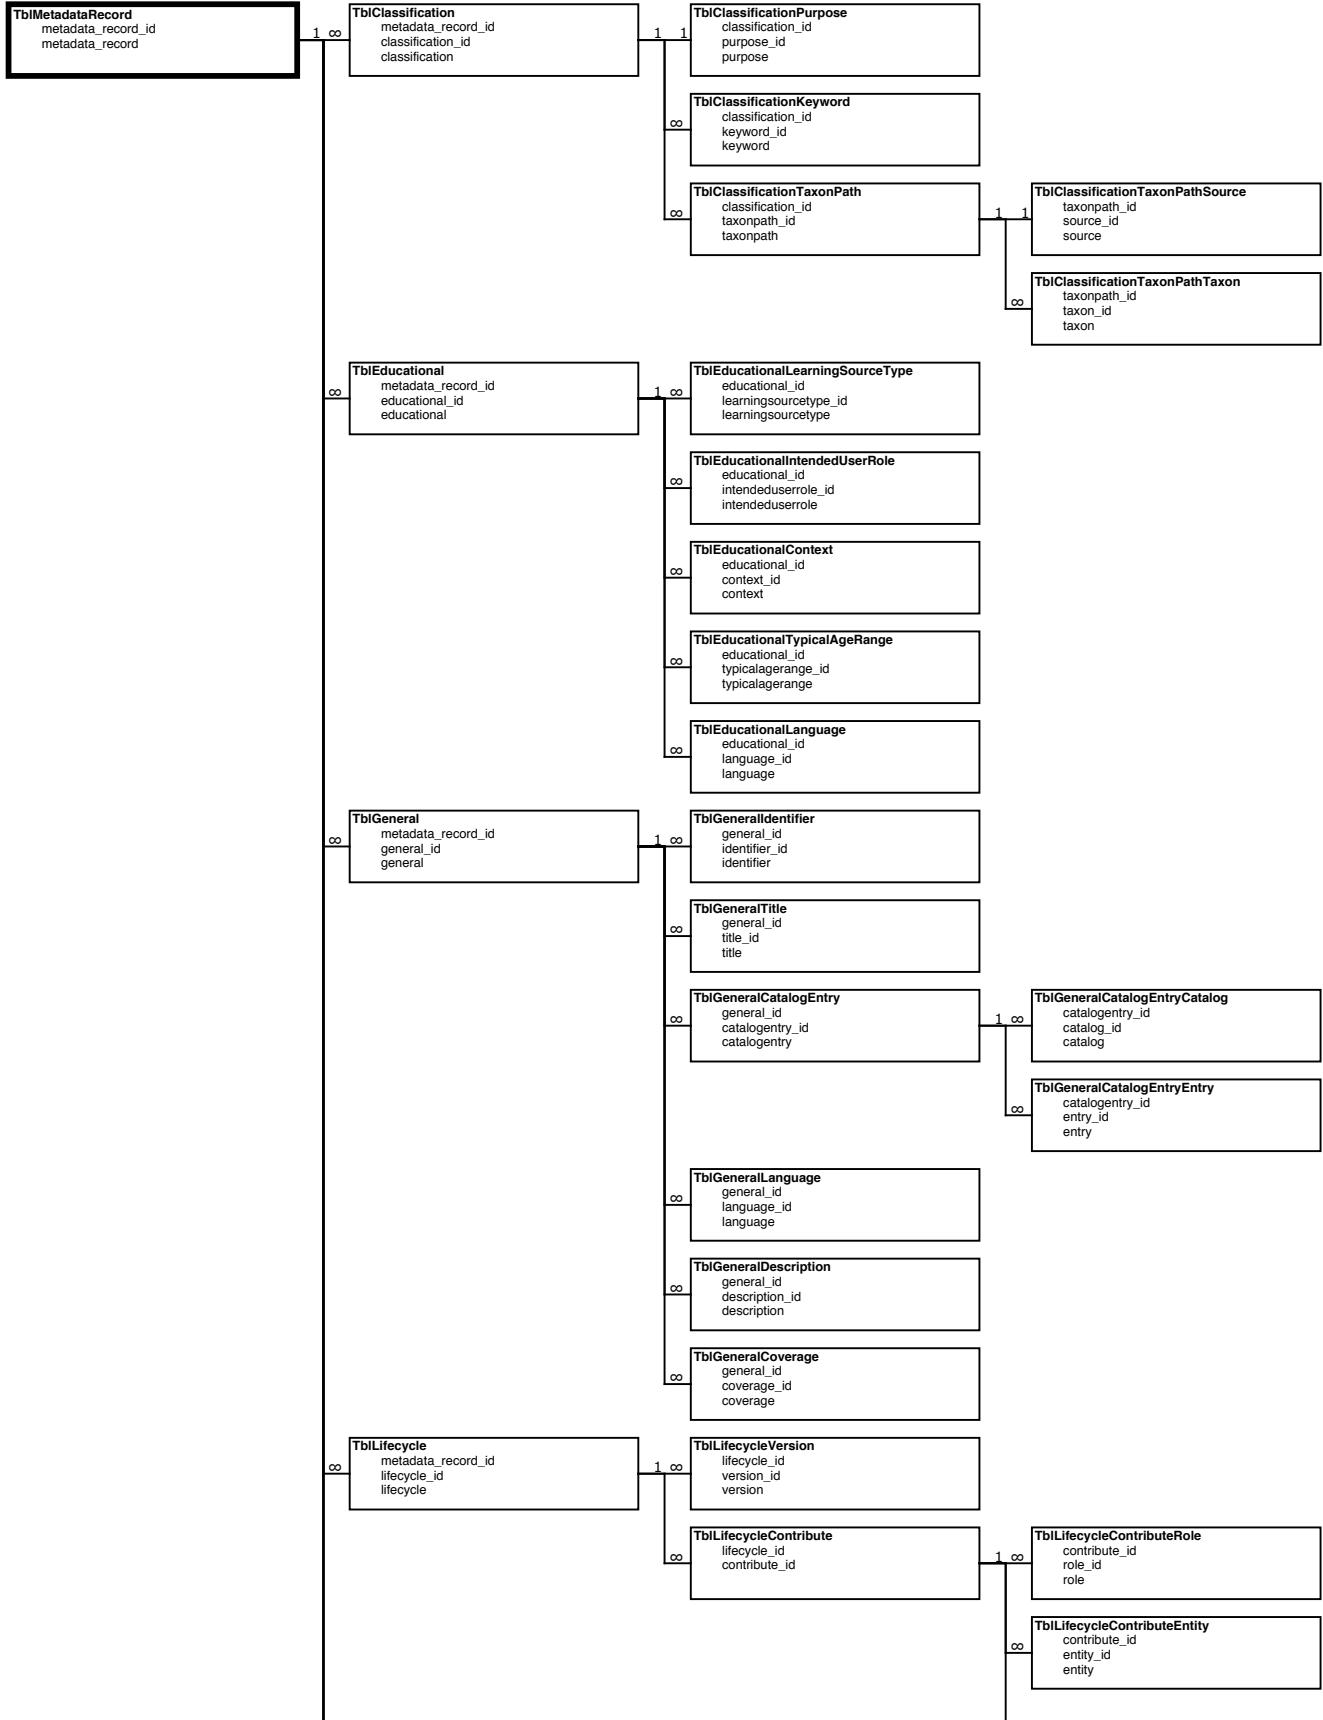 TblMetadataRecord
metadata_record_id
metadata_record
1 ∞
TblClassification
metadata_record_id
classification_id
classification
1 1
TblClassificationPurpose
classification_id
purpose_id
purpose
∞
TblClassificationKeyword
classification_id
keyword_id
keyword
∞
TblClassificationTaxonPath
classification_id
taxonpath_id
taxonpath
1 1
TblClassificationTaxonPathSource
taxonpath_id
source_id
source
∞
TblClassificationTaxonPathTaxon
taxonpath_id
taxon_id
taxon
∞
TblEducational
metadata_record_id
educational_id
educational
1 ∞
TblEducationalLearningSourceType
educational_id
learningsourcetype_id
learningsourcetype
∞
TblEducationalIntendedUserRole
educational_id
intendeduserrole_id
intendeduserrole
∞
TblEducationalContext
educational_id
context_id
context
∞
TblEducationalTypicalAgeRange
educational_id
typicalagerange_id
typicalagerange
∞
TblEducationalLanguage
educational_id
language_id
language
∞
TblGeneral
metadata_record_id
general_id
general
1 ∞
TblGeneralIdentifier
general_id
identifier_id
identifier
∞
TblGeneralTitle
general_id
title_id
title
∞
TblGeneralCatalogEntry
general_id
catalogentry_id
catalogentry
1 ∞
TblGeneralCatalogEntryCatalog
catalogentry_id
catalog_id
catalog
∞
TblGeneralCatalogEntryEntry
catalogentry_id
entry_id
entry
∞
TblGeneralLanguage
general_id
language_id
language
∞
TblGeneralDescription
general_id
description_id
description
∞
TblGeneralCoverage
general_id
coverage_id
coverage
∞
TblLifecycle
metadata_record_id
lifecycle_id
lifecycle
1 ∞
TblLifecycleVersion
lifecycle_id
version_id
version
∞
TblLifecycleContribute
lifecycle_id
contribute_id
1 ∞
TblLifecycleContributeRole
contribute_id
role_id
role
∞
TblLifecycleContributeEntity
contribute_id
entity_id
entity